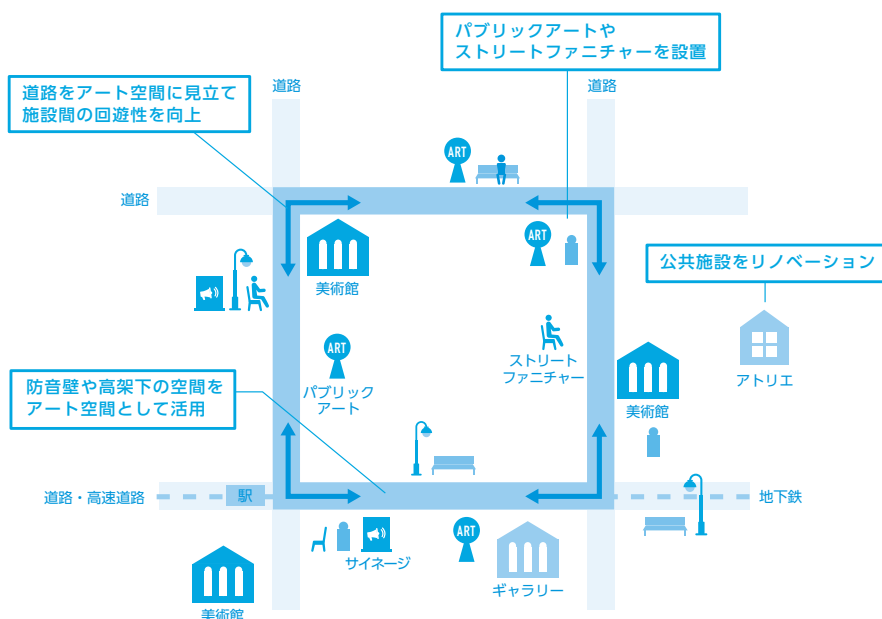 パブリックアートや
ストリートファニチャーを設置
道路をアート空間に見立て
施設間の回遊性を向上
道路
道路
ART
道路
ART
公共施設をリノベーション
美術館
ART
ストリート
ファニチャー
アトリエ
防音壁や高架下の空間を
アート空間として活用
パブリック
アート
美術館
道路・高速道路
駅
地下鉄
ART
サイネージ
ギャラリー
美術館